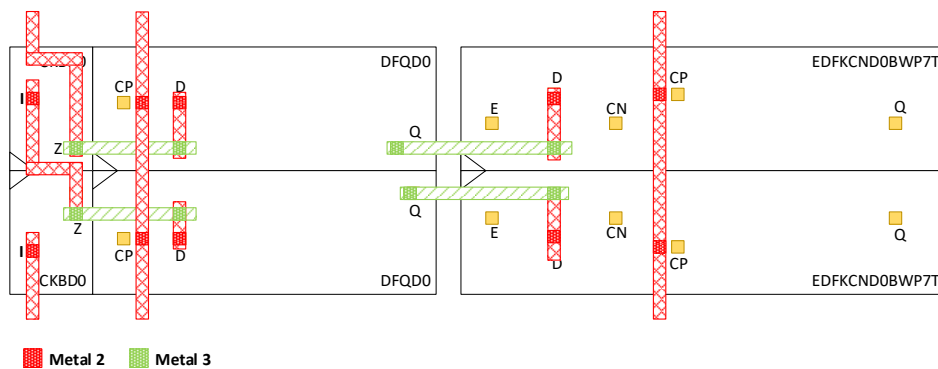 DFQD0
EDFKCND0BWP7T
CP
D
D
CP
I
E
CN
Q
Q
Z
Z
Q
E
CN
Q
I
CP
D
D
CP
CKBD0
DFQD0
EDFKCND0BWP7T
Metal 2
Metal 3